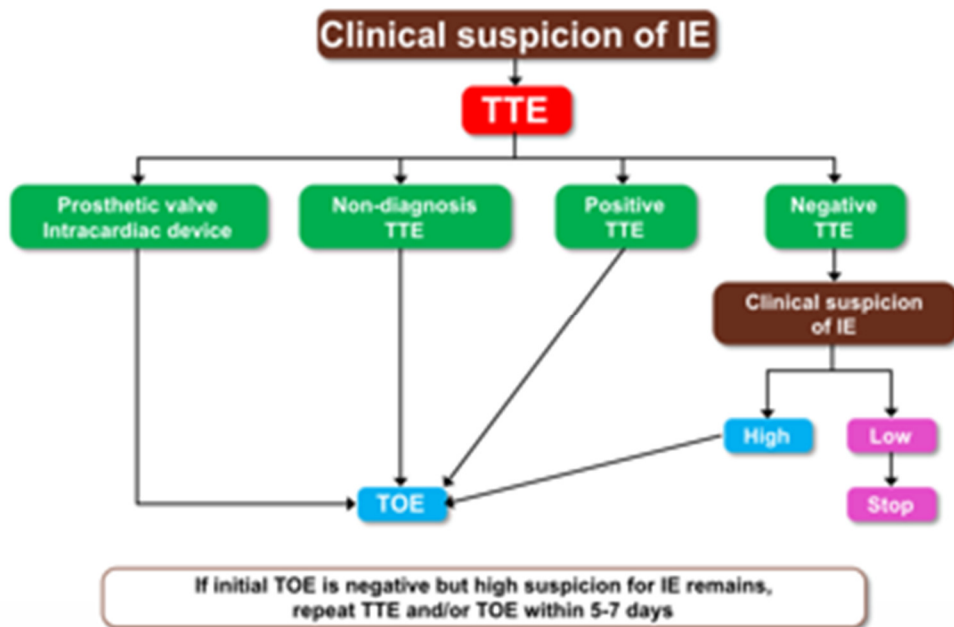 Clinical suspicion of IE
TTE
Prosthetic valve
Intracardiac device
Non-diagnosis
TTE
Positive
TTE
Negative
TTE
Clinical suspicion
of IE
High
Low
TOE
Stop
If initial TOE is negative but high suspicion for IE remains,
repeat TTE and/or TOE within 5-7 days